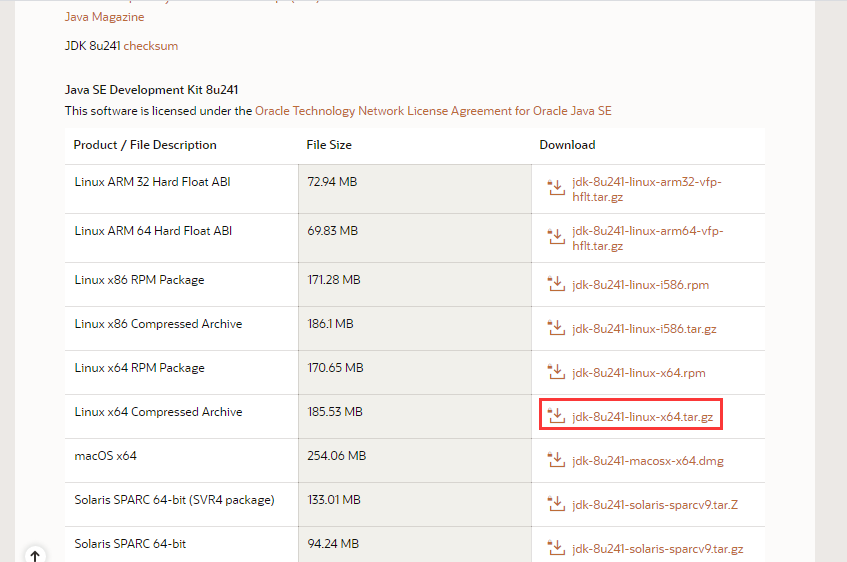 Java Magazine
JDK 8u241 checksum
Java SE Development Kit 8u241
This software is licensed under the Oracle Technology Network License Agreement for Oracle Java SE
Product / File Description File Size Download
Linux ARM 32 Hard Float ABI 72.94 MB jdk-8u241-linux-arm32-vfp-
hflt.tar.gz
Linux ARM 64 Hard Float ABI 69.83 MB jdk-8u241-linux-arm64-vfp-
hflt.tar.gz
Linux x86 RPM Package 171.28 MB jdk-8u241-linux-i586.rpm
Linux x86 Compressed Archive 186.1 MB jdk-8u241-linux-i586.tar.gz
Linux x64 RPM Package 170.65 MB jdk-8u241-linux-x64.rpm
Linux x64 Compressed Archive 185.53 MB jdk-8u241-linux-x64.tar.gz
macOS x64 254.06 MB jdk-8u241-macosx-x64.dmg
Solaris SPARC 64-bit (SVR4 package) 133.01 MB jdk-8u241-solaris-sparcv9.tar.Z
Solaris SPARC 64-bit 94.24 MB jdk-8u241-solaris-sparcv9.tar.gz